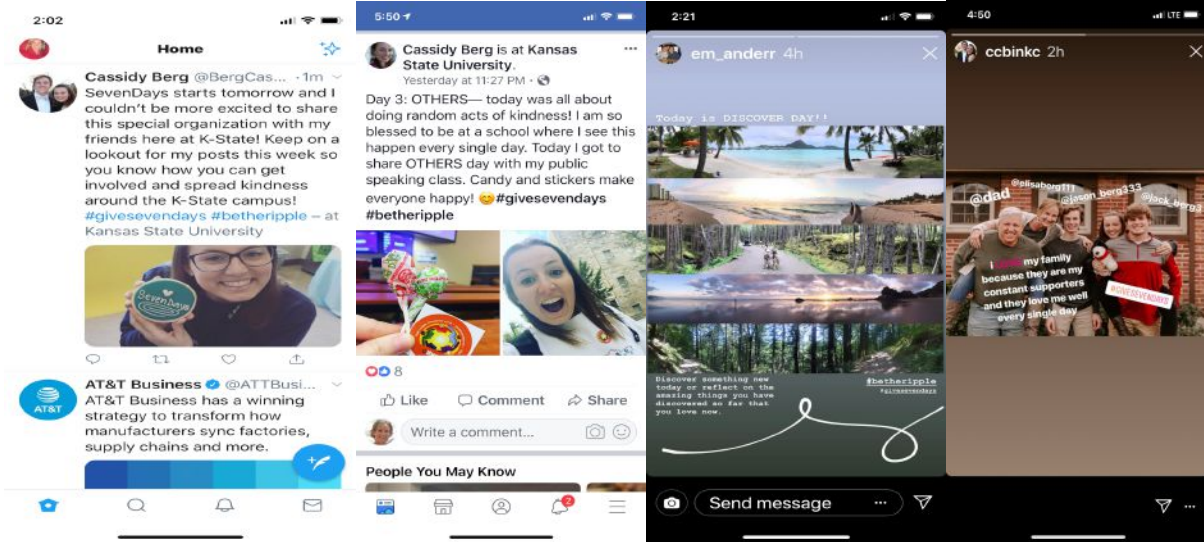 2:02
Home
Cassidy Berg @BergCas... · 1m
SevenDays starts tomorrow and I
couldn't be more excited to share
this special organization with my
friends here at K-State! Keep on a
lookout for my posts this week so
you know how you can get
involved and spread kindness
around the K-State campus!
#givesevendays #betheripple – at
Kansas State University
SevenDays
AT&T Business @ATTBusi...
AT&T Business has a winning
strategy to transform how
manufacturers sync factories,
supply chains and more.
AT&T
5:50
Cassidy Berg is at Kansas
State University.
Yesterday at 11:27 PM ·
Day 3: OTHERS— today was all about
doing random acts of kindness! I am so
blessed to be at a school where I see this
happen every single day. Today I got to
share OTHERS day with my public
speaking class. Candy and stickers make
everyone happy! 😊#givesevendays
#betheripple
8
Like Comment Share
Write a comment...
People You May Know
2
2:21
em_anderr 4h
Today is DISCOVER DAY!!
Discover something new
today or reflect on the
amazing things you have
discovered so far that
you love now.
#betheripple
#givesevendays
Send message
4:50 LTE
ccbinkc 2h
@dad
@elisaberg111
@jason_berg333
@jack_berg3
i love my family
because they are my
constant supporters
and they love me well
every single day
#GIVESEVENDAYS